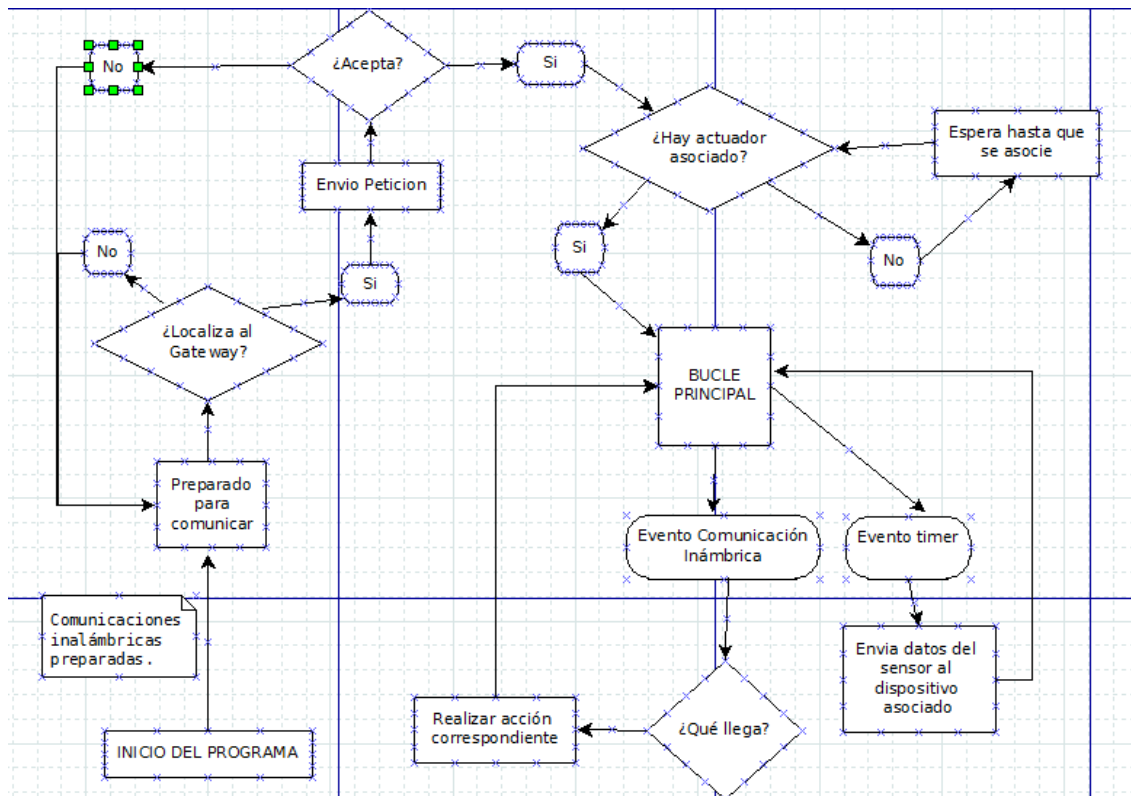 No
¿Acepta?
Si
¿Hay actuador
asociado?
Espera hasta que
se asocie
Envio Peticion
No
Si
Si
No
¿Localiza al
Gateway?
BUCLE
PRINCIPAL
Preparado
para
comunicar
Evento Comunicación
Inámbrica
Evento timer
Comunicaciones
inalámbricas
preparadas.
Envia datos del
sensor al
dispositivo
asociado
Realizar acción
correspondiente
¿Qué llega?
INICIO DEL PROGRAMA